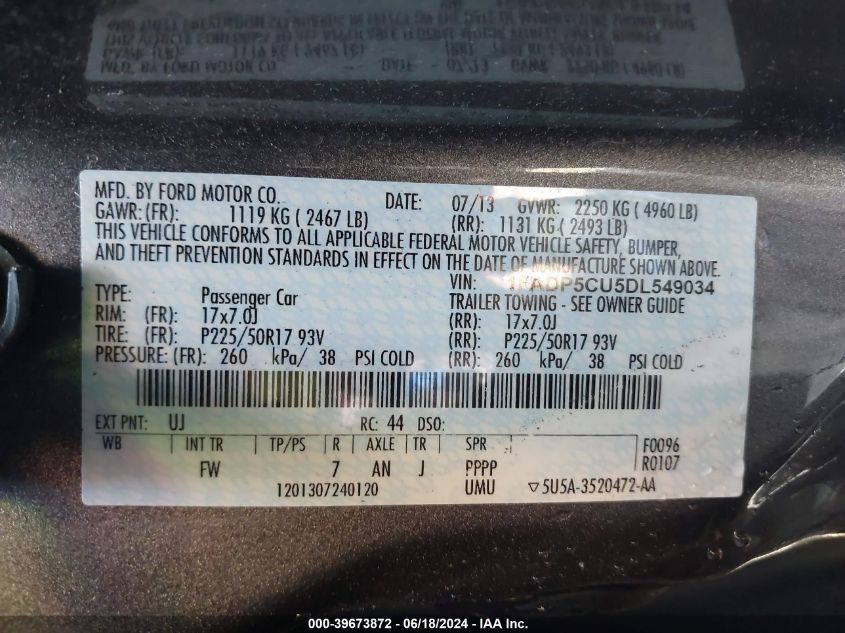 MFD. BY FORD MOTOR CO. DATE: 07/13 GVWR: 2250 KG ( 4960 LB)
GAWR: (FR): 1119 KG ( 2467 LB) (RR): 1131 KG ( 2493 LB)
THIS VEHICLE CONFORMS TO ALL APPLICABLE FEDERAL MOTOR VEHICLE SAFETY, BUMPER,
AND THEFT PREVENTION STANDARDS IN EFFECT ON THE DATE OF MANUFACTURE SHOWN ABOVE.
VIN: 1FADP5CU5DL549034
TYPE: Passenger Car TRAILER TOWING - SEE OWNER GUIDE
RIM: (FR): 17x7.0J (RR): 17x7.0J
TIRE: (FR): P225/50R17 93V (RR): P225/50R17 93V
PRESSURE: (FR): 260 kPa/ 38 PSI COLD (RR): 260 kPa/ 38 PSI COLD
EXT PNT: UJ RC: 44 DSO:
WB INT TR TP/PS R AXLE TR SPR F0096
FW 7 AN J PPPP R0107
1201307240120 UMU ▽5U5A-3520472-AA
000-39673872 - 06/18/2024 - IAA Inc.